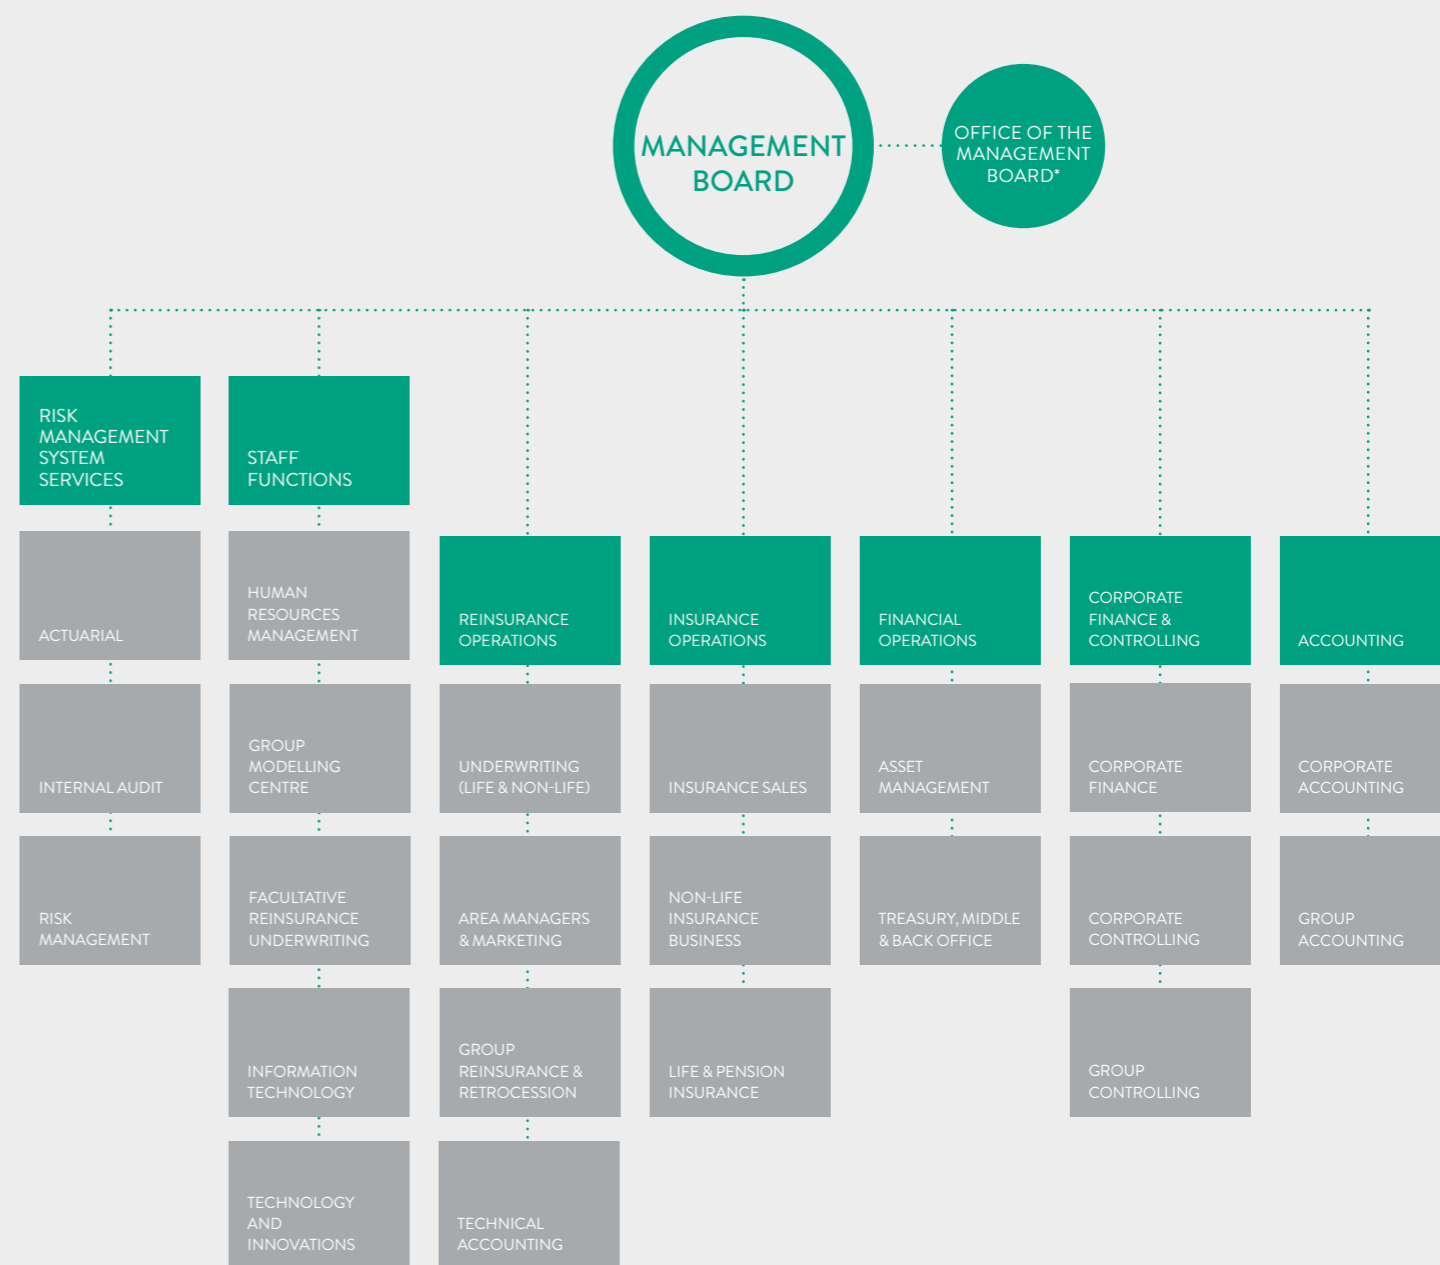 MANAGEMENT
BOARD
OFFICE OF THE
MANAGEMENT
BOARD*
RISK
MANAGEMENT
SYSTEM
SERVICES
ACTUARIAL
INTERNAL AUDIT
RISK
MANAGEMENT
STAFF
FUNCTIONS
HUMAN
RESOURCES
MANAGEMENT
GROUP
MODELLING
CENTRE
FACULTATIVE
REINSURANCE
UNDERWRITING
INFORMATION
TECHNOLOGY
TECHNOLOGY
AND
INNOVATIONS
REINSURANCE
OPERATIONS
UNDERWRITING
(LIFE & NON-LIFE)
AREA MANAGERS
& MARKETING
GROUP
REINSURANCE &
RETROCESSION
TECHNICAL
ACCOUNTING
INSURANCE
OPERATIONS
INSURANCE SALES
NON-LIFE
INSURANCE
BUSINESS
LIFE & PENSION
INSURANCE
FINANCIAL
OPERATIONS
ASSET
MANAGEMENT
TREASURY, MIDDLE
& BACK OFFICE
CORPORATE
FINANCE &
CONTROLLING
CORPORATE
FINANCE
CORPORATE
CONTROLLING
GROUP
CONTROLLING
ACCOUNTING
CORPORATE
ACCOUNTING
GROUP
ACCOUNTING